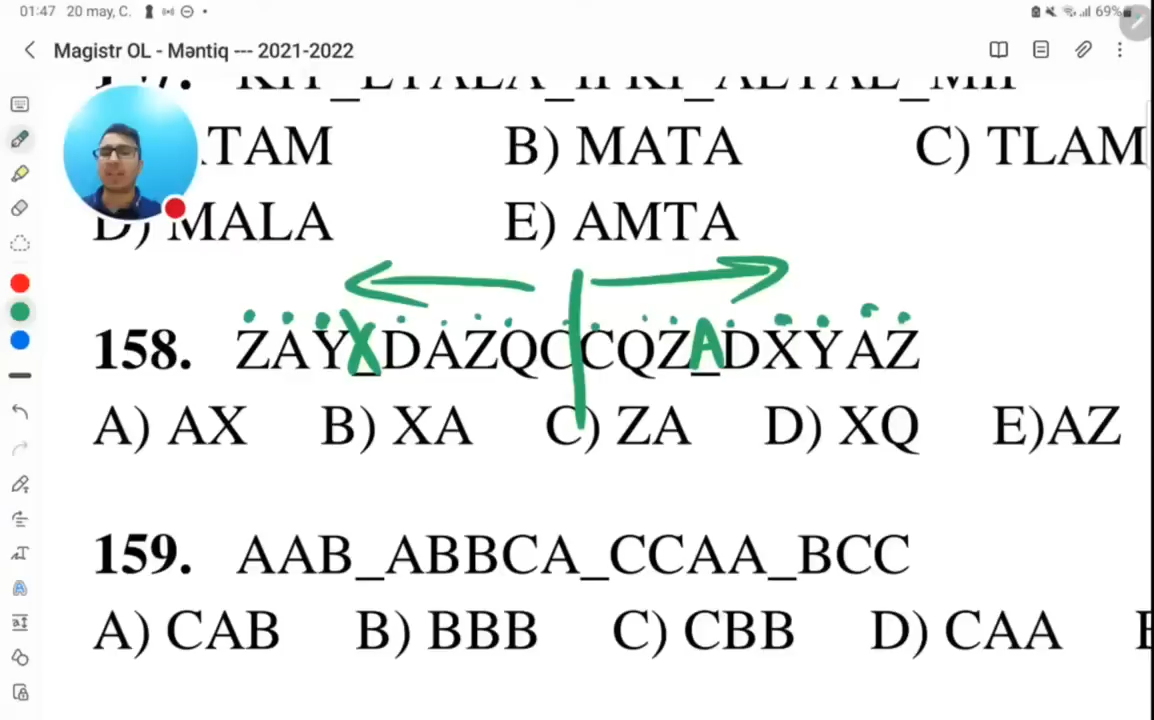 01:47 20 may, C. 69%
Magistr OL - Məntiq --- 2021-2022
TAM B) MATA C) TLAM
D) MALA E) AMTA
158. ZAYX_DAZQCCQZA_DXYAZ
A) AX B) XA C) ZA D) XQ E)AZ
159. AAB_ABBCA_CCAA_BCC
A) CAB B) BBB C) CBB D) CAA